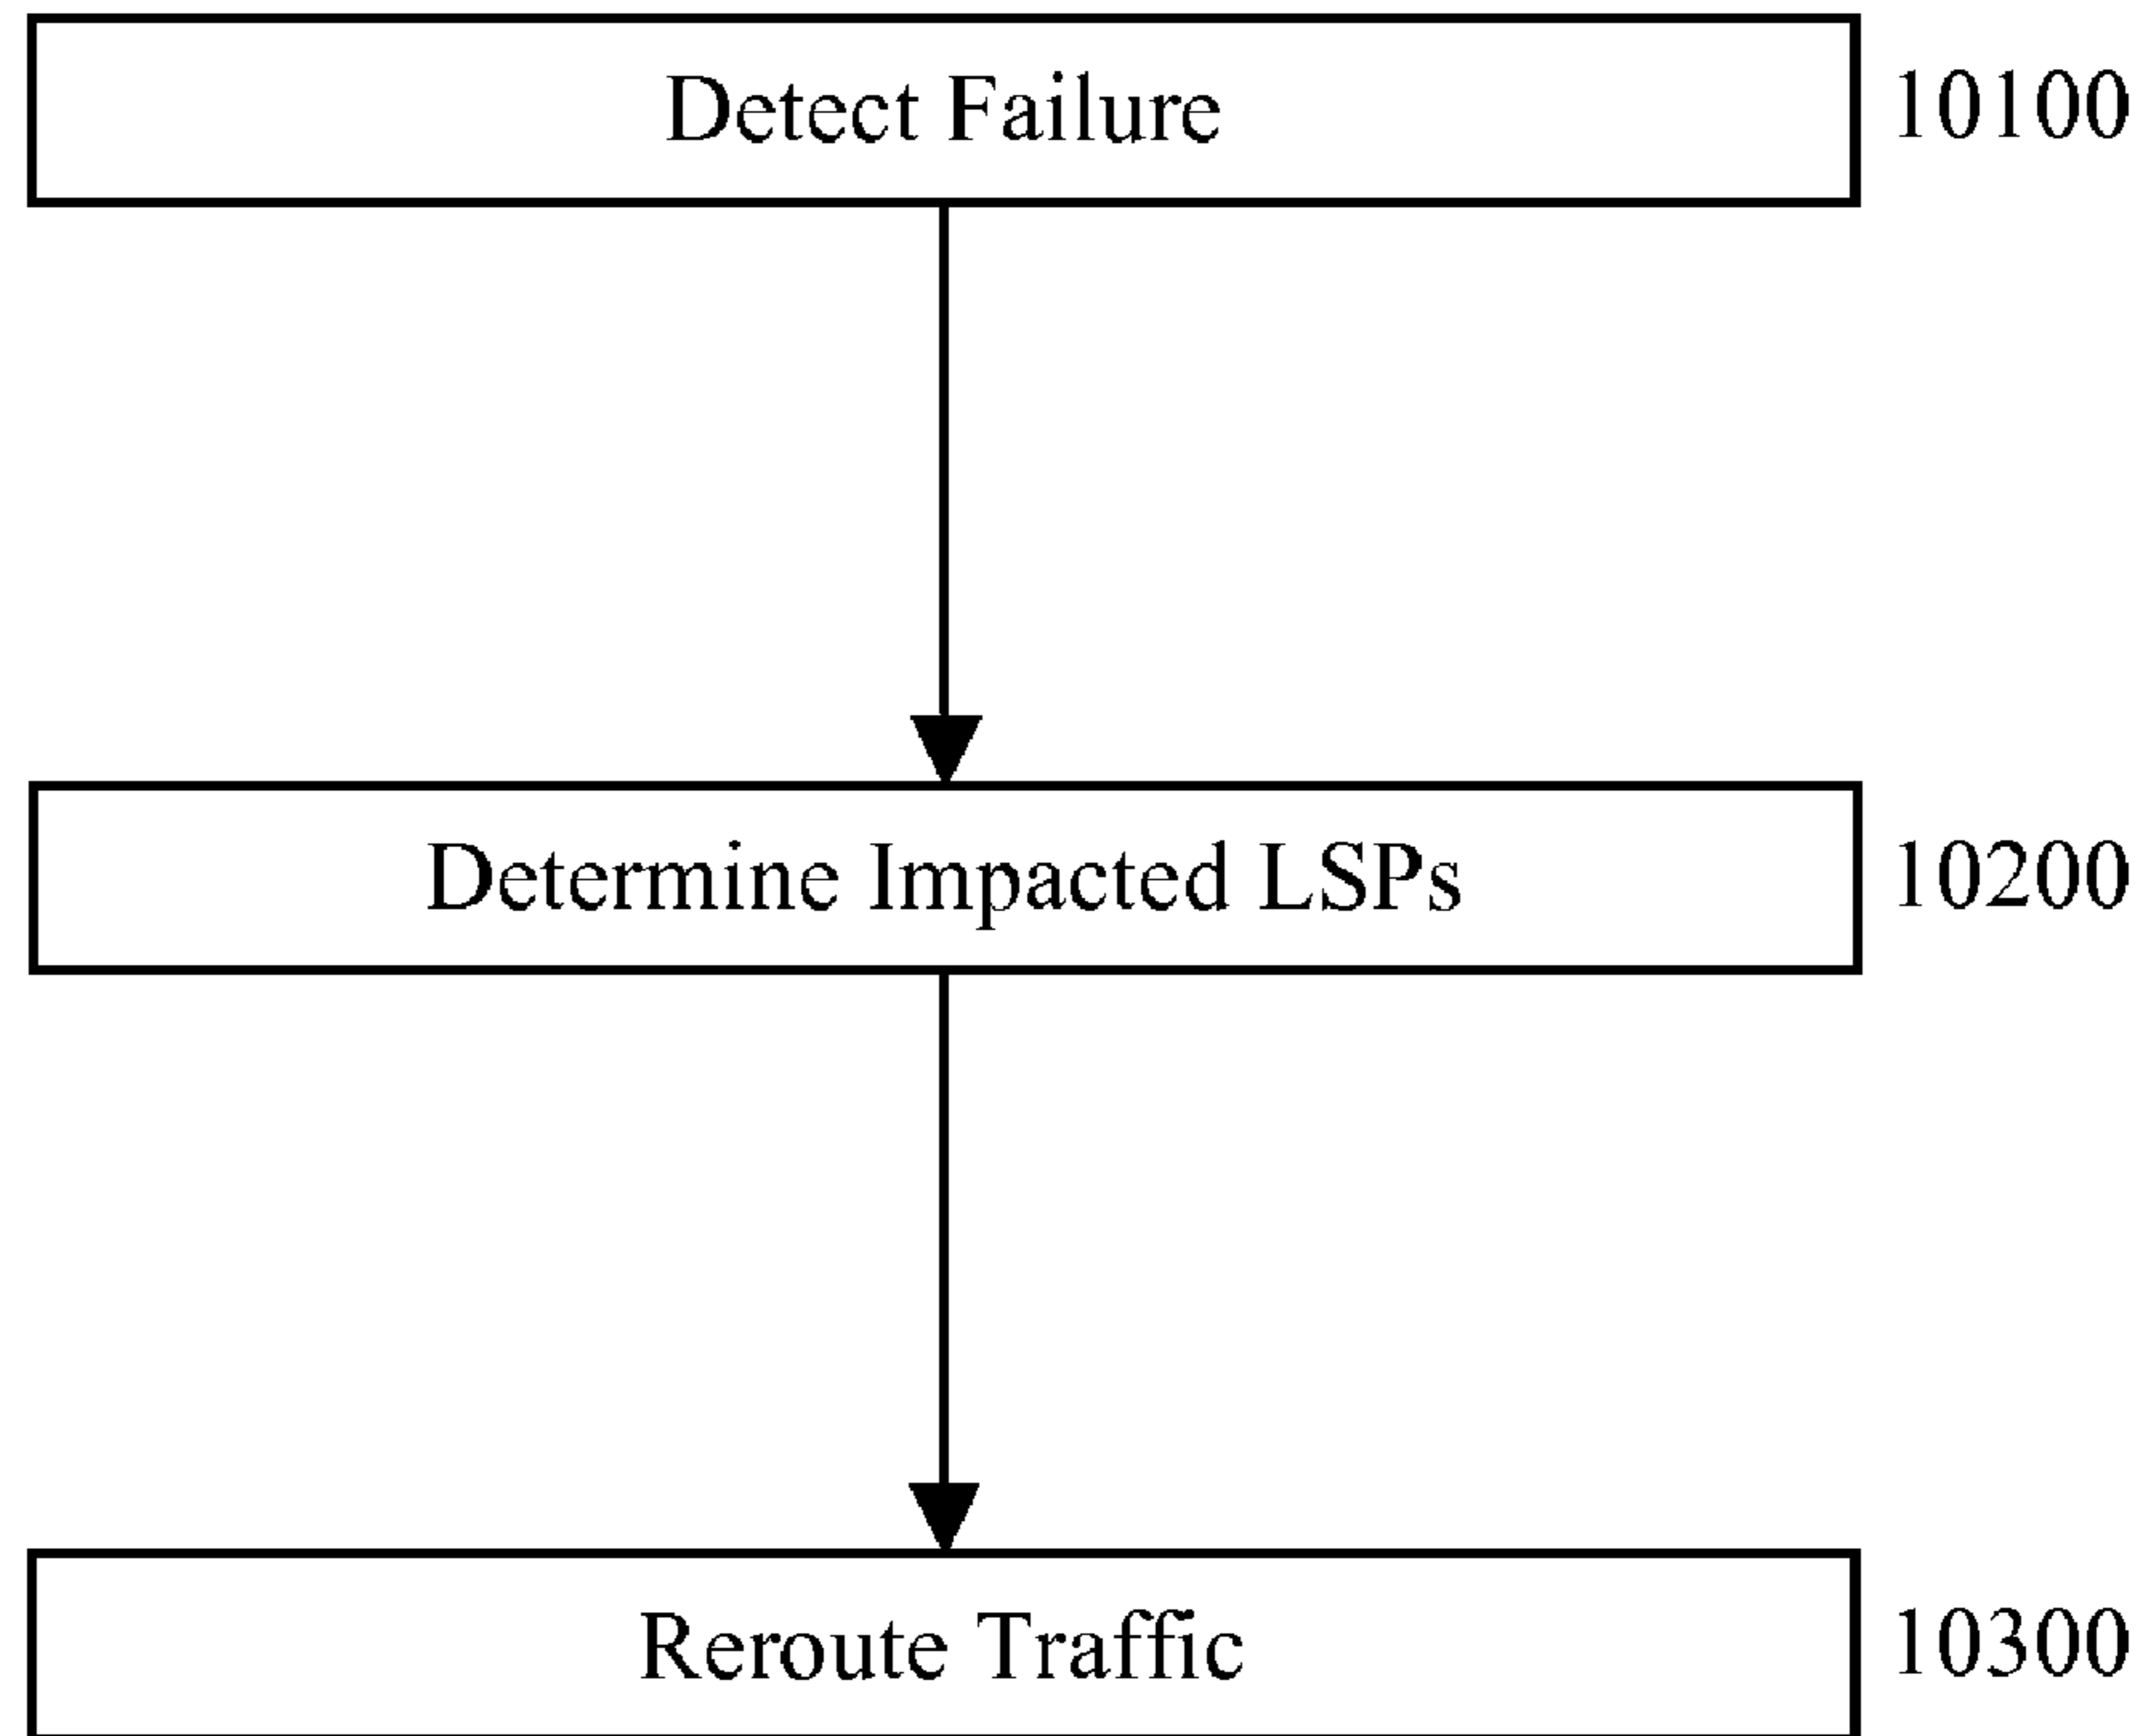 Detect Failure 10100
Determine Impacted LSPs 10200
Reroute Traffic 10300